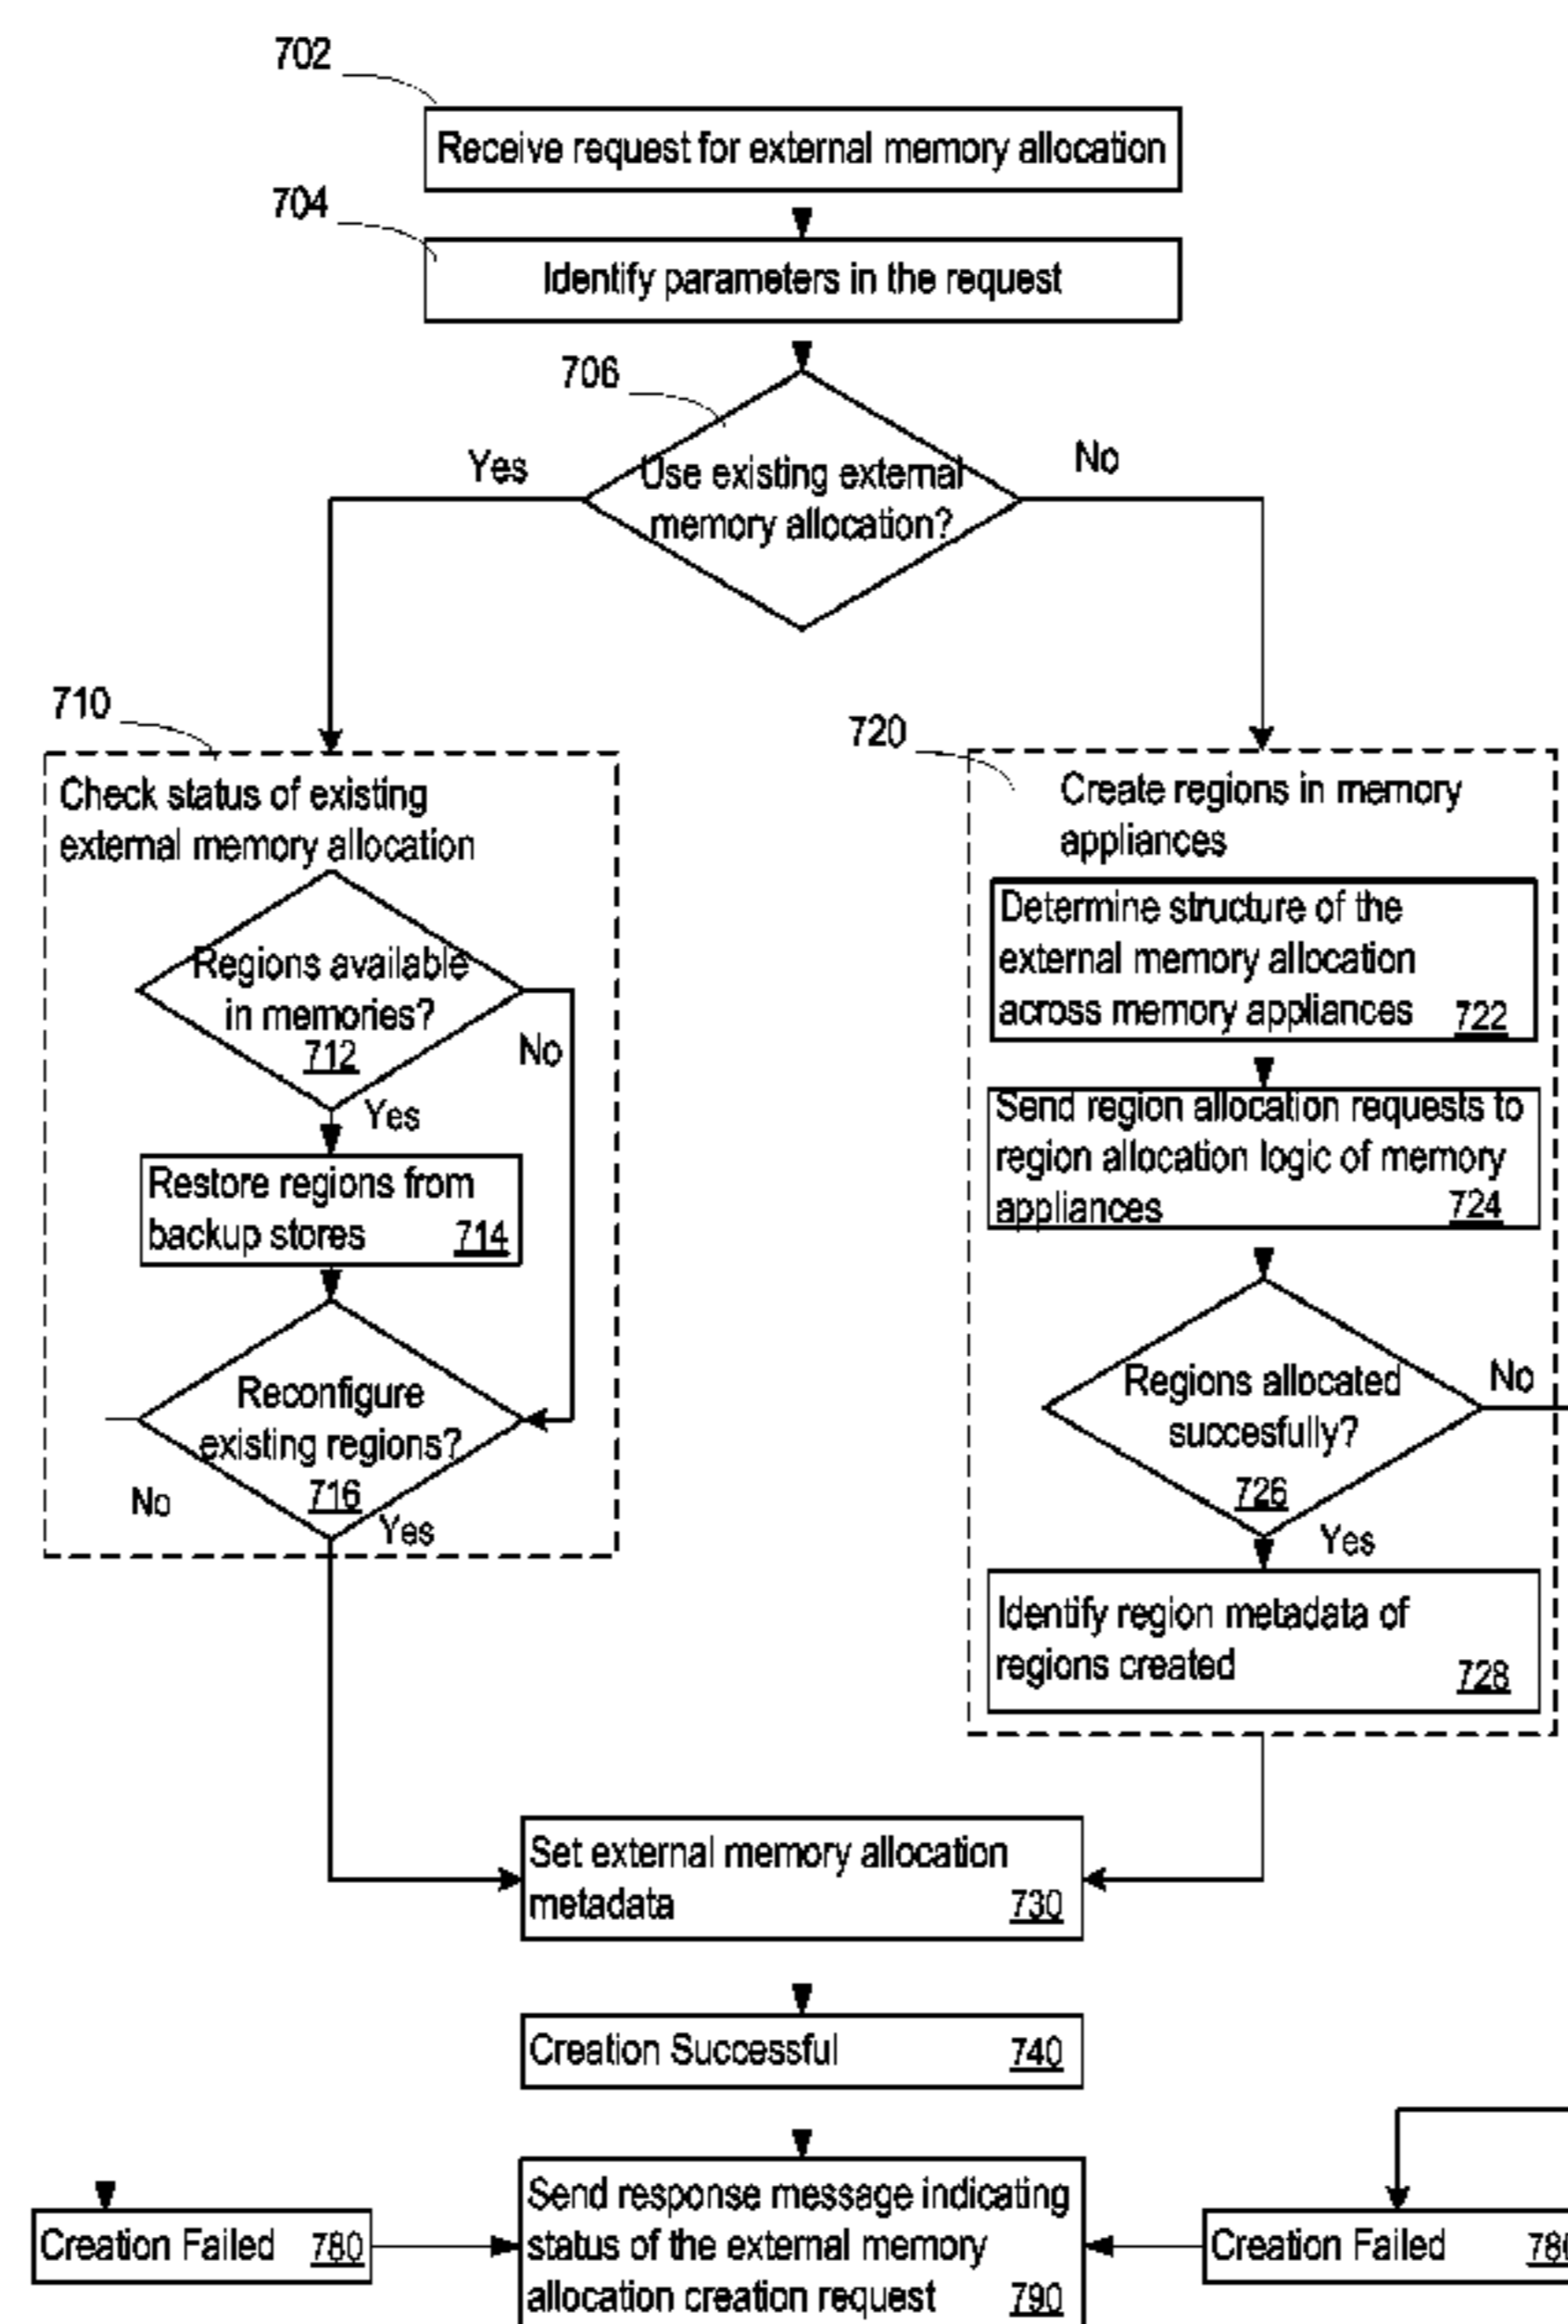 702
Receive request for external memory allocation
704
Identify parameters in the request
706
Yes
No
Use existing external
memory allocation?
710
720
Check status of existing
external memory allocation
Regions available
in memories?
712
No
Yes
Restore regions from
backup stores 714
Reconfigure
existing regions?
716
No
Yes
Create regions in memory
appliances
Determine structure of the
external memory allocation
across memory appliances 722
Send region allocation requests to
region allocation logic of memory
appliances 724
Regions allocated
succesfully?
726
No
Yes
Identify region metadata of
regions created 728
Set external memory allocation
metadata 730
Creation Successful 740
Creation Failed 780
Send response message indicating
status of the external memory
allocation creation request 790
Creation Failed